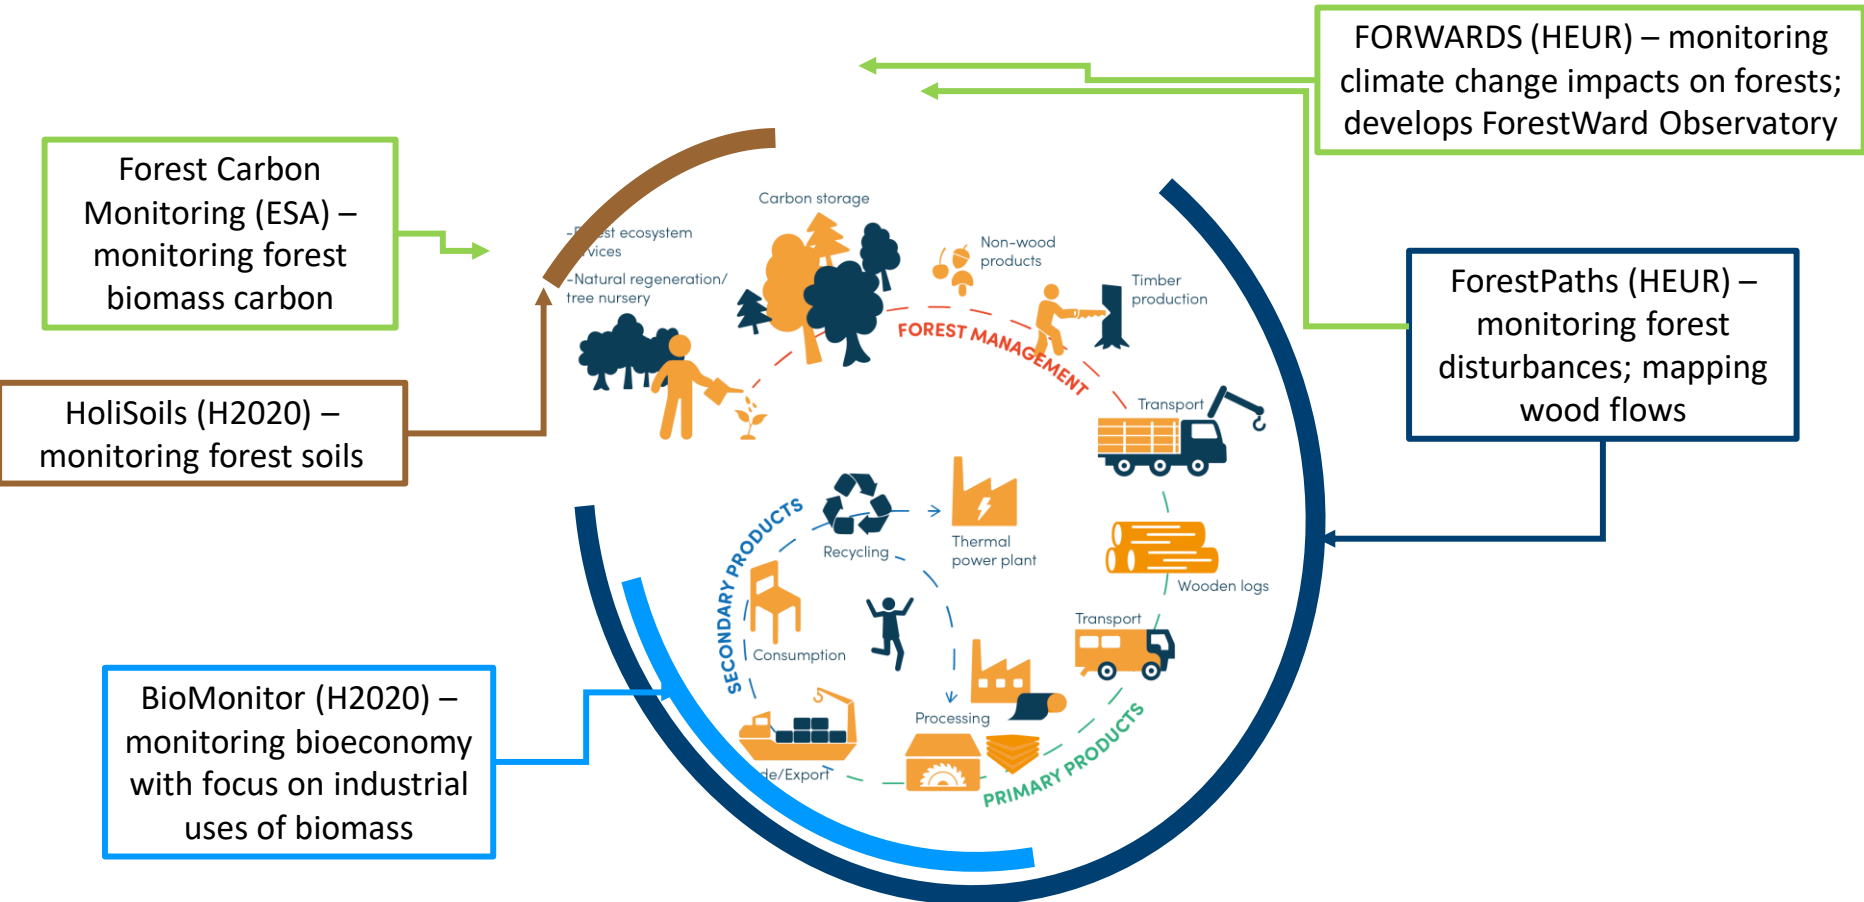 FORWARDS (HEUR) – monitoring
climate change impacts on forests;
develops ForestWard Observatory
Forest Carbon
Monitoring (ESA) –
monitoring forest
biomass carbon
ForestPaths (HEUR) –
monitoring forest
disturbances; mapping
wood flows
HoliSoils (H2020) –
monitoring forest soils
BioMonitor (H2020) –
monitoring bioeconomy
with focus on industrial
uses of biomass
Carbon storage
ecosystem
-Natural regeneration/
tree nursery
Non-wood
products
Timber
production
FOREST MANAGEMENT
Transport
Wooden logs
Transport
PRIMARY PRODUCTS
Processing
/Export
Consumption
SECONDARY PRODUCTS
Recycling
Thermal
power plant